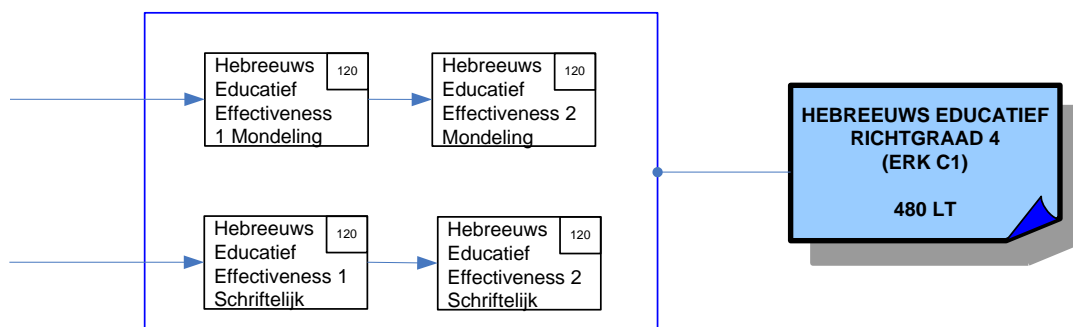 Hebreeuws
Educatief
Effectiveness
1 Mondeling
120
Hebreeuws
Educatief
Effectiveness 2
Mondeling
120
Hebreeuws
Educatief
Effectiveness 1
Schriftelijk
120
Hebreeuws
Educatief
Effectiveness 2
Schriftelijk
120
HEBREEUWS EDUCATIEF
RICHTGRAAD 4
(ERK C1)
480 LT